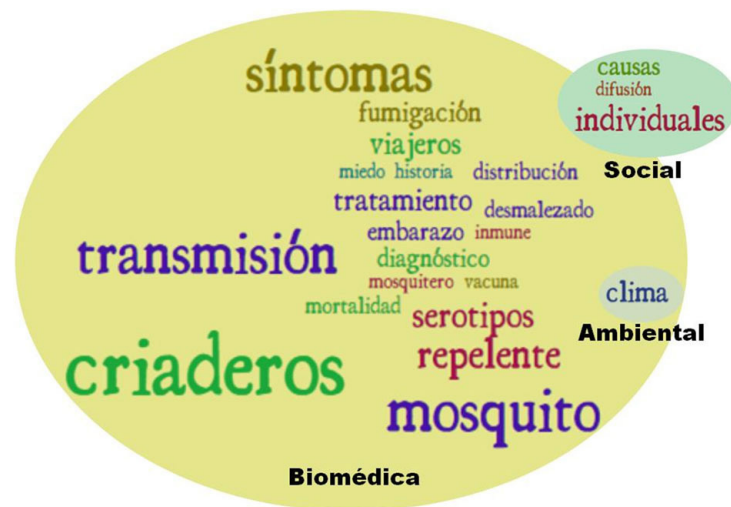 síntomas
fumigación
viajeros
miedo historia distribución
tratamiento desmalezado
embarazo inmune
diagnóstico
mosquitero vacuna
mortalidad
serotipos
transmisión
repelente
criaderos
mosquito
Biomédica
causas
difusión
individuales
Social
clima
Ambiental